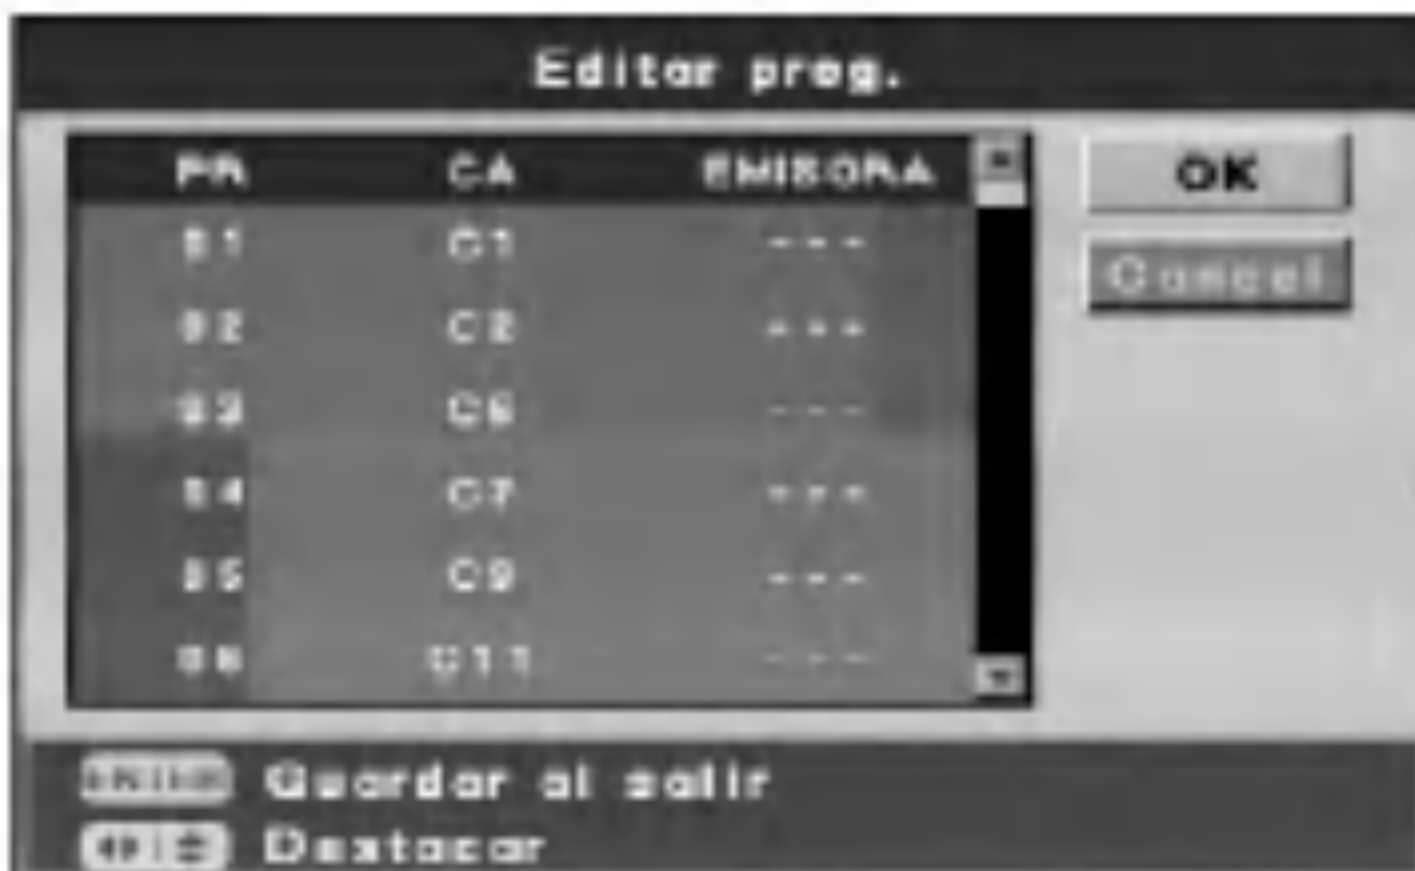 Editar prog.
PR CA EMISORA
01 C1 ---
02 C2 ---
03 C6 ---
04 C7 ---
05 C9 ---
06 C11 ---
OK
Cancel
ENTER Guardar al salir
Destacar